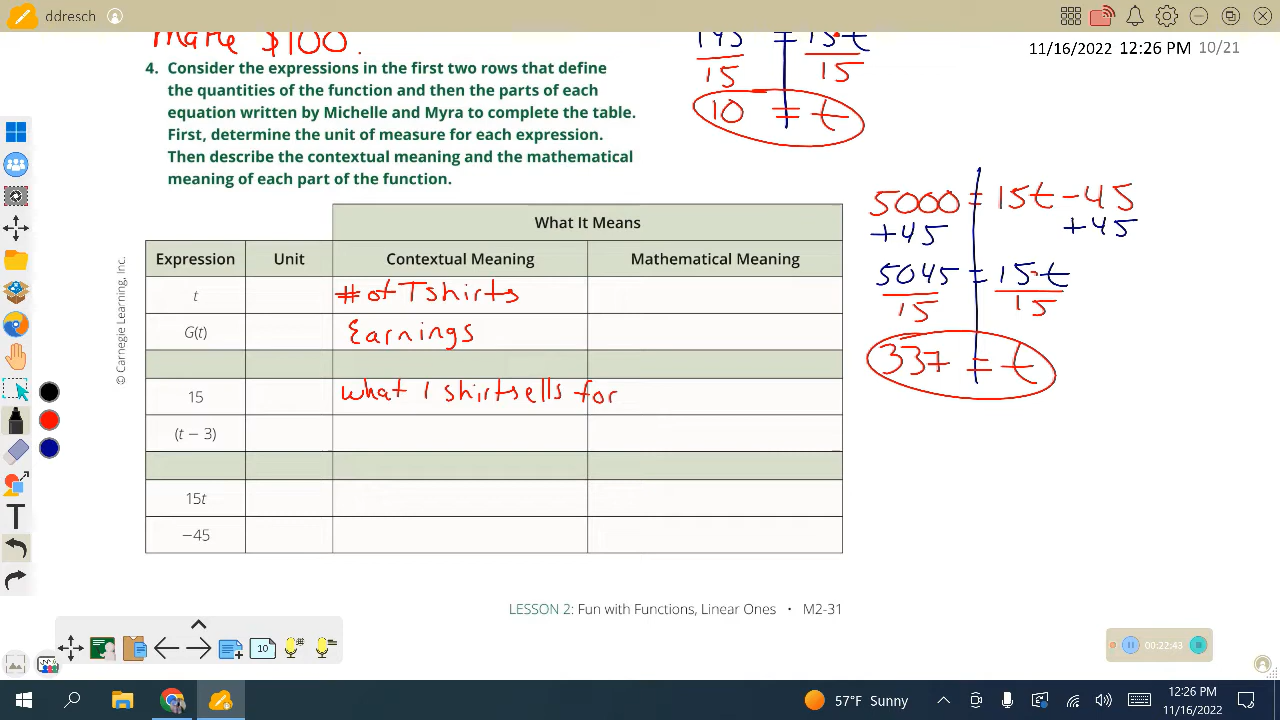 ddresch
11/16/2022 12:26 PM 10/21
make $100.
145 = 15·t
15 15
10 = t
4. Consider the expressions in the first two rows that define
the quantities of the function and then the parts of each
equation written by Michelle and Myra to complete the table.
First, determine the unit of measure for each expression.
Then describe the contextual meaning and the mathematical
meaning of each part of the function.
5000 = 15t - 45
+45 +45
5045 = 15·t
15 15
337 = t
What It Means
Expression Unit Contextual Meaning Mathematical Meaning
t # of Tshirts
G(t) Earnings
15 what 1 shirt sells for
(t − 3)
15t
−45
© Carnegie Learning, Inc.
LESSON 2: Fun with Functions, Linear Ones • M2-31
T
10
00:22:43
57°F Sunny
12:26 PM
11/16/2022